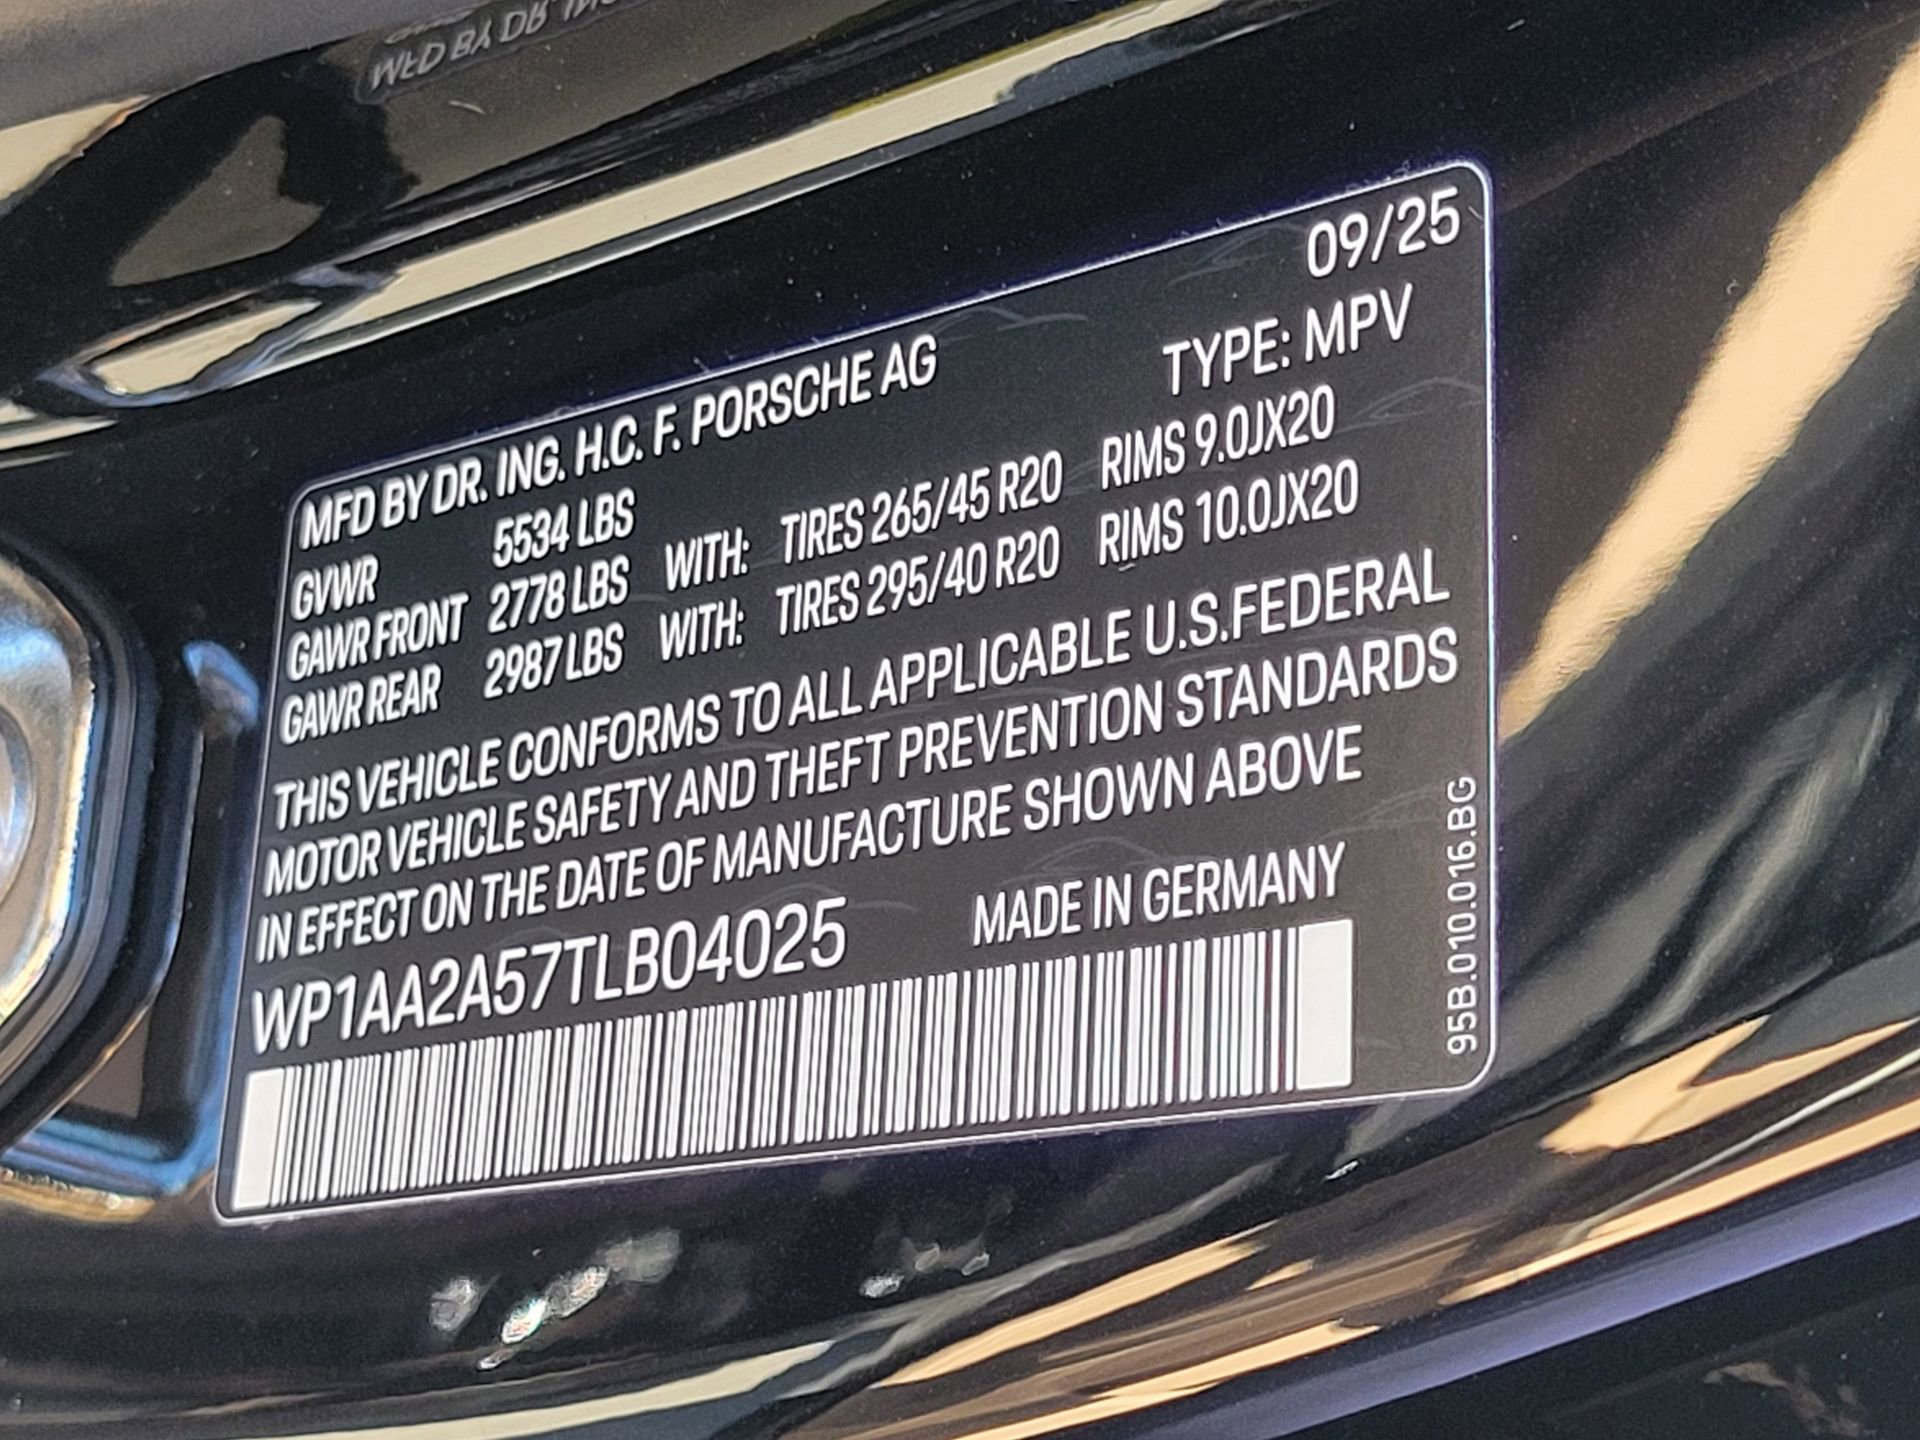 09/25
MFD BY DR. ING. H.C. F. PORSCHE AG
TYPE: MPV
GVWR 5534 LBS
GAWR FRONT 2778 LBS WITH: TIRES 265/45 R20 RIMS 9.0JX20
GAWR REAR 2987 LBS WITH: TIRES 295/40 R20 RIMS 10.0JX20
THIS VEHICLE CONFORMS TO ALL APPLICABLE U.S.FEDERAL
MOTOR VEHICLE SAFETY AND THEFT PREVENTION STANDARDS
IN EFFECT ON THE DATE OF MANUFACTURE SHOWN ABOVE
WP1AA2A57TLB04025 MADE IN GERMANY
95B.010.016.BG